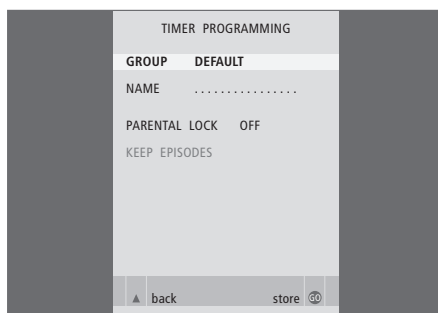 TIMER PROGRAMMING
GROUP DEFAULT
NAME ................
PARENTAL LOCK OFF
KEEP EPISODES
▲ back store GO